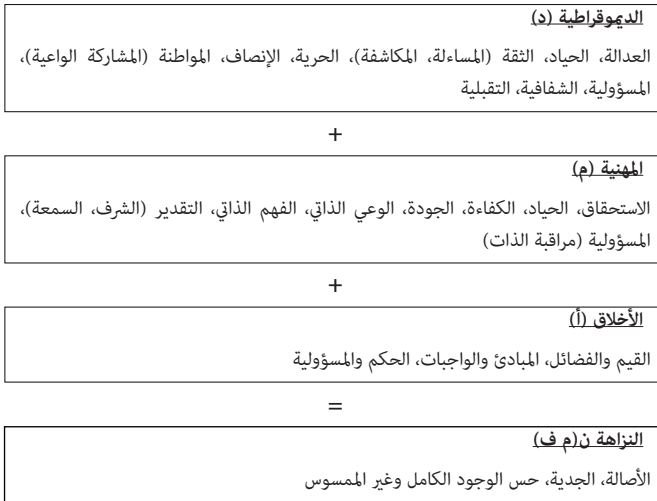 الديموقراطية (د)
العدالة، الحياد، الثقة (المساءلة، المكاشفة)، الحرية، الإنصاف، المواطنة (المشاركة الواعية)،
المسؤولية، الشفافية، التقبلية
+
المهنية (م)
الاستحقاق، الحياد، الكفاءة، الجودة، الوعي الذاتي، الفهم الذاتي، التقدير (الشرف، السمعة)،
المسؤولية (مراقبة الذات)
+
الأخلاق (أ)
القيم والفضائل، المبادئ والواجبات، الحكم والمسؤولية
=
النزاهة ن(م ف)
الأصالة، الجدية، حس الوجود الكامل وغير الممسوس